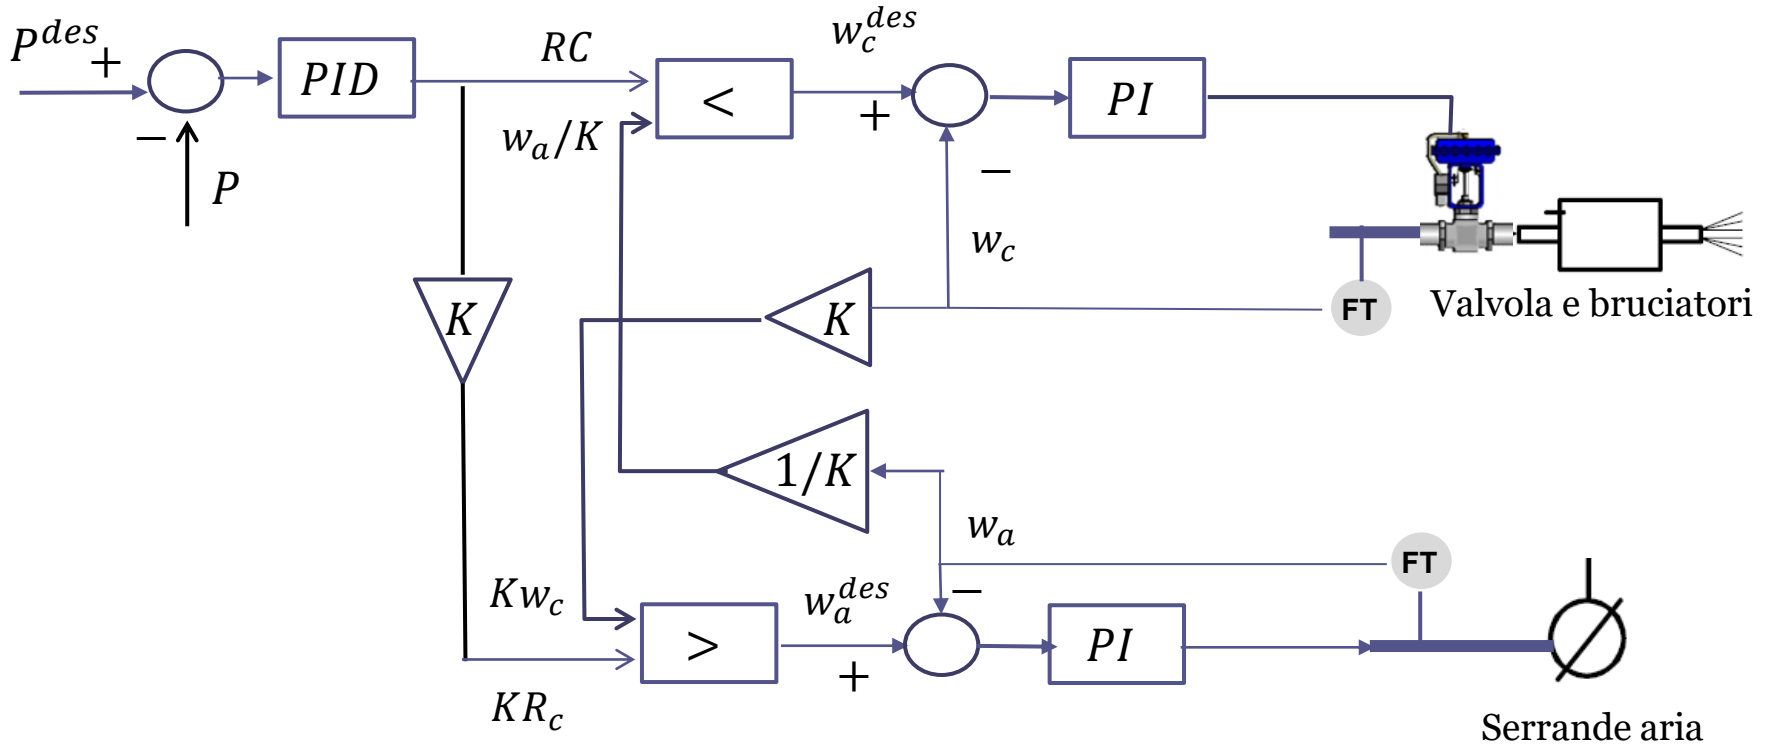 P^{des}
+
−
P
PID
RC
w_a/K
<
w_c^{des}
+
−
PI
w_c
K
K
FT
Valvola e bruciatori
1/K
w_a
FT
Kw_c
KR_c
>
w_a^{des}
−
+
PI
Serrande aria